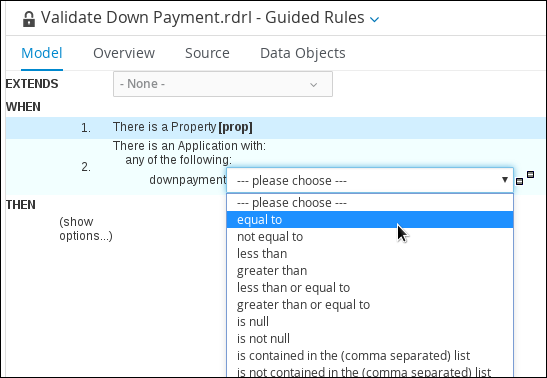 Validate Down Payment.rdrl - Guided Rules
Model Overview Source Data Objects
EXTENDS - None -
WHEN
1. There is a Property [prop]
There is an Application with:
any of the following:
2.
downpayment --- please choose ---
THEN
--- please choose ---
(show
options...)
equal to
not equal to
less than
greater than
less than or equal to
greater than or equal to
is null
is not null
is contained in the (comma separated) list
is not contained in the (comma separated) list